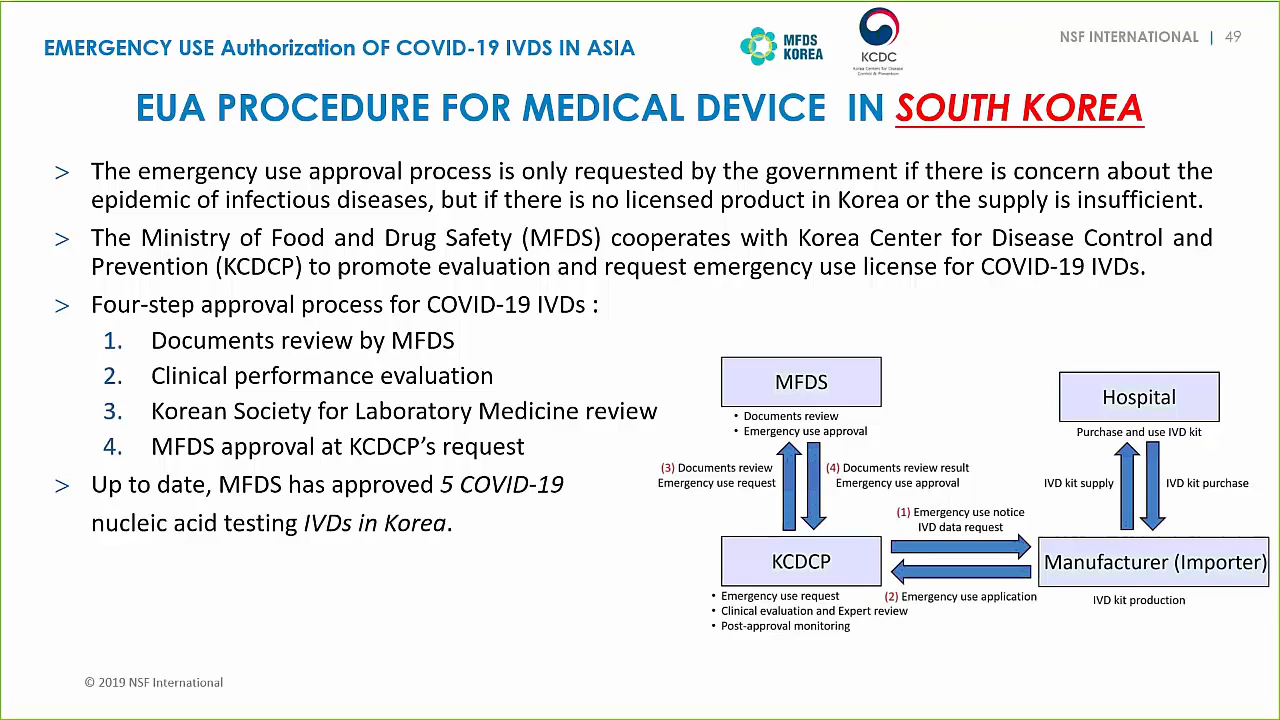 EMERGENCY USE Authorization OF COVID-19 IVDS IN ASIA
MFDS
KOREA
KCDC
Korea Centers for Disease
Control & Prevention
NSF INTERNATIONAL | 49
EUA PROCEDURE FOR MEDICAL DEVICE IN SOUTH KOREA
> The emergency use approval process is only requested by the government if there is concern about the
epidemic of infectious diseases, but if there is no licensed product in Korea or the supply is insufficient.
> The Ministry of Food and Drug Safety (MFDS) cooperates with Korea Center for Disease Control and
Prevention (KCDCP) to promote evaluation and request emergency use license for COVID-19 IVDs.
> Four-step approval process for COVID-19 IVDs :
1. Documents review by MFDS
2. Clinical performance evaluation
3. Korean Society for Laboratory Medicine review
4. MFDS approval at KCDCP’s request
> Up to date, MFDS has approved 5 COVID-19
nucleic acid testing IVDs in Korea.
MFDS
• Documents review
• Emergency use approval
(3) Documents review
Emergency use request
(4) Documents review result
Emergency use approval
KCDCP
• Emergency use request
• Clinical evaluation and Expert review
• Post-approval monitoring
(1) Emergency use notice
IVD data request
(2) Emergency use application
Hospital
Purchase and use IVD kit
IVD kit supply
IVD kit purchase
Manufacturer (Importer)
IVD kit production
© 2019 NSF International